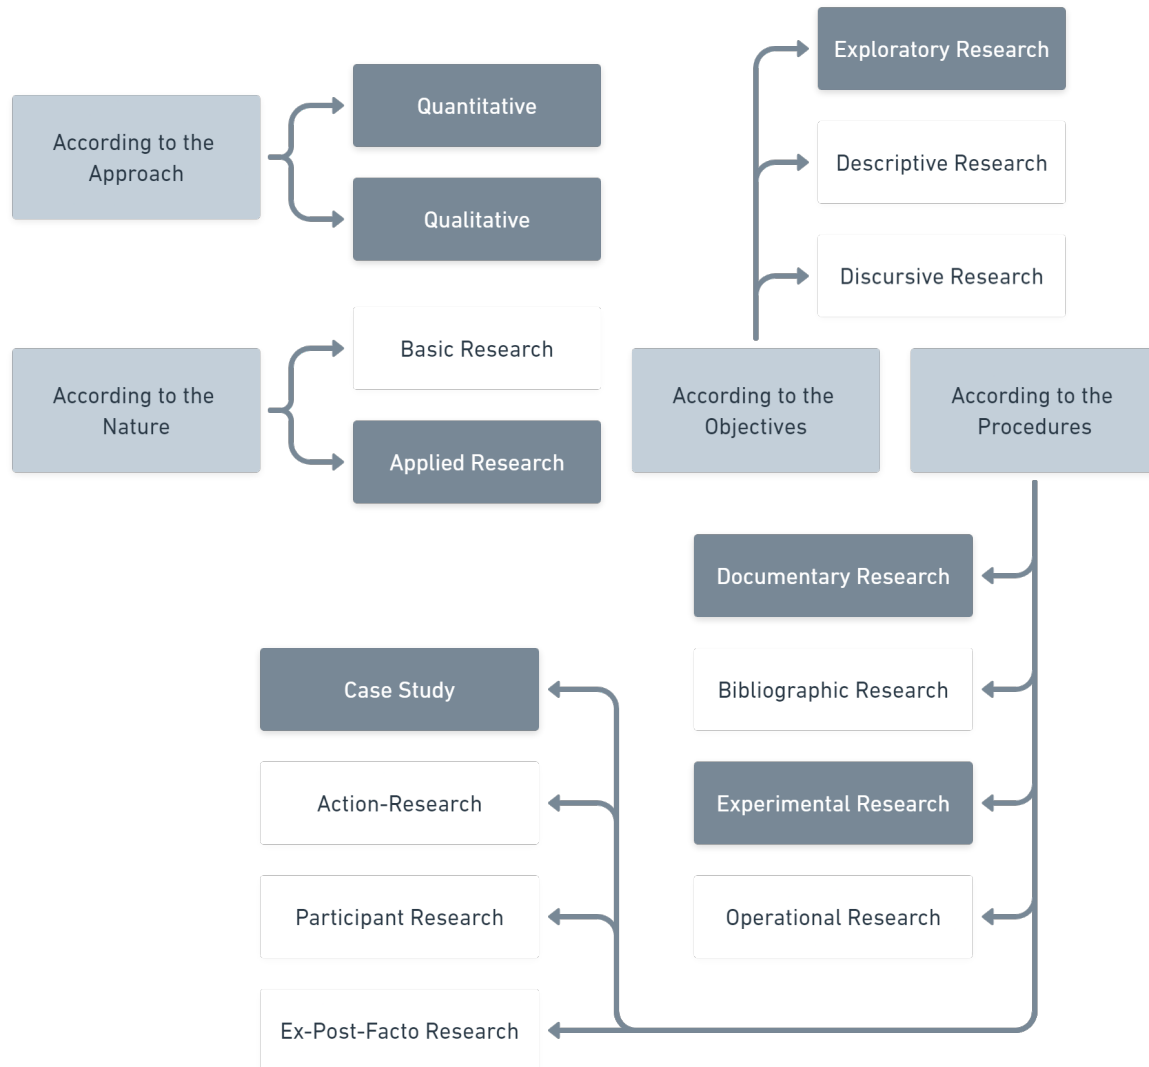 According to the
Approach
Quantitative
Qualitative
According to the
Nature
Basic Research
Applied Research
Exploratory Research
Descriptive Research
Discursive Research
According to the
Objectives
According to the
Procedures
Documentary Research
Bibliographic Research
Experimental Research
Operational Research
Case Study
Action-Research
Participant Research
Ex-Post-Facto Research